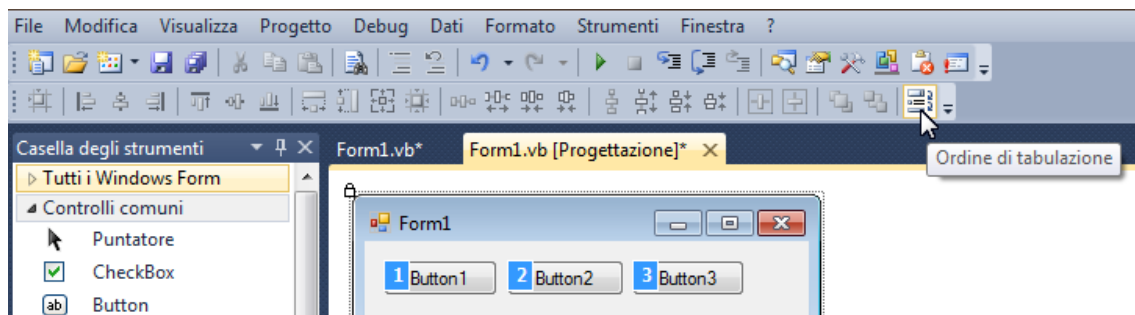 File Modifica Visualizza Progetto Debug Dati Formato Strumenti Finestra ?
Casella degli strumenti
Form1.vb* Form1.vb [Progettazione]*
Ordine di tabulazione
Tutti i Windows Form
Controlli comuni
Form1
Puntatore
CheckBox
1 Button1 2 Button2 3 Button3
ab Button